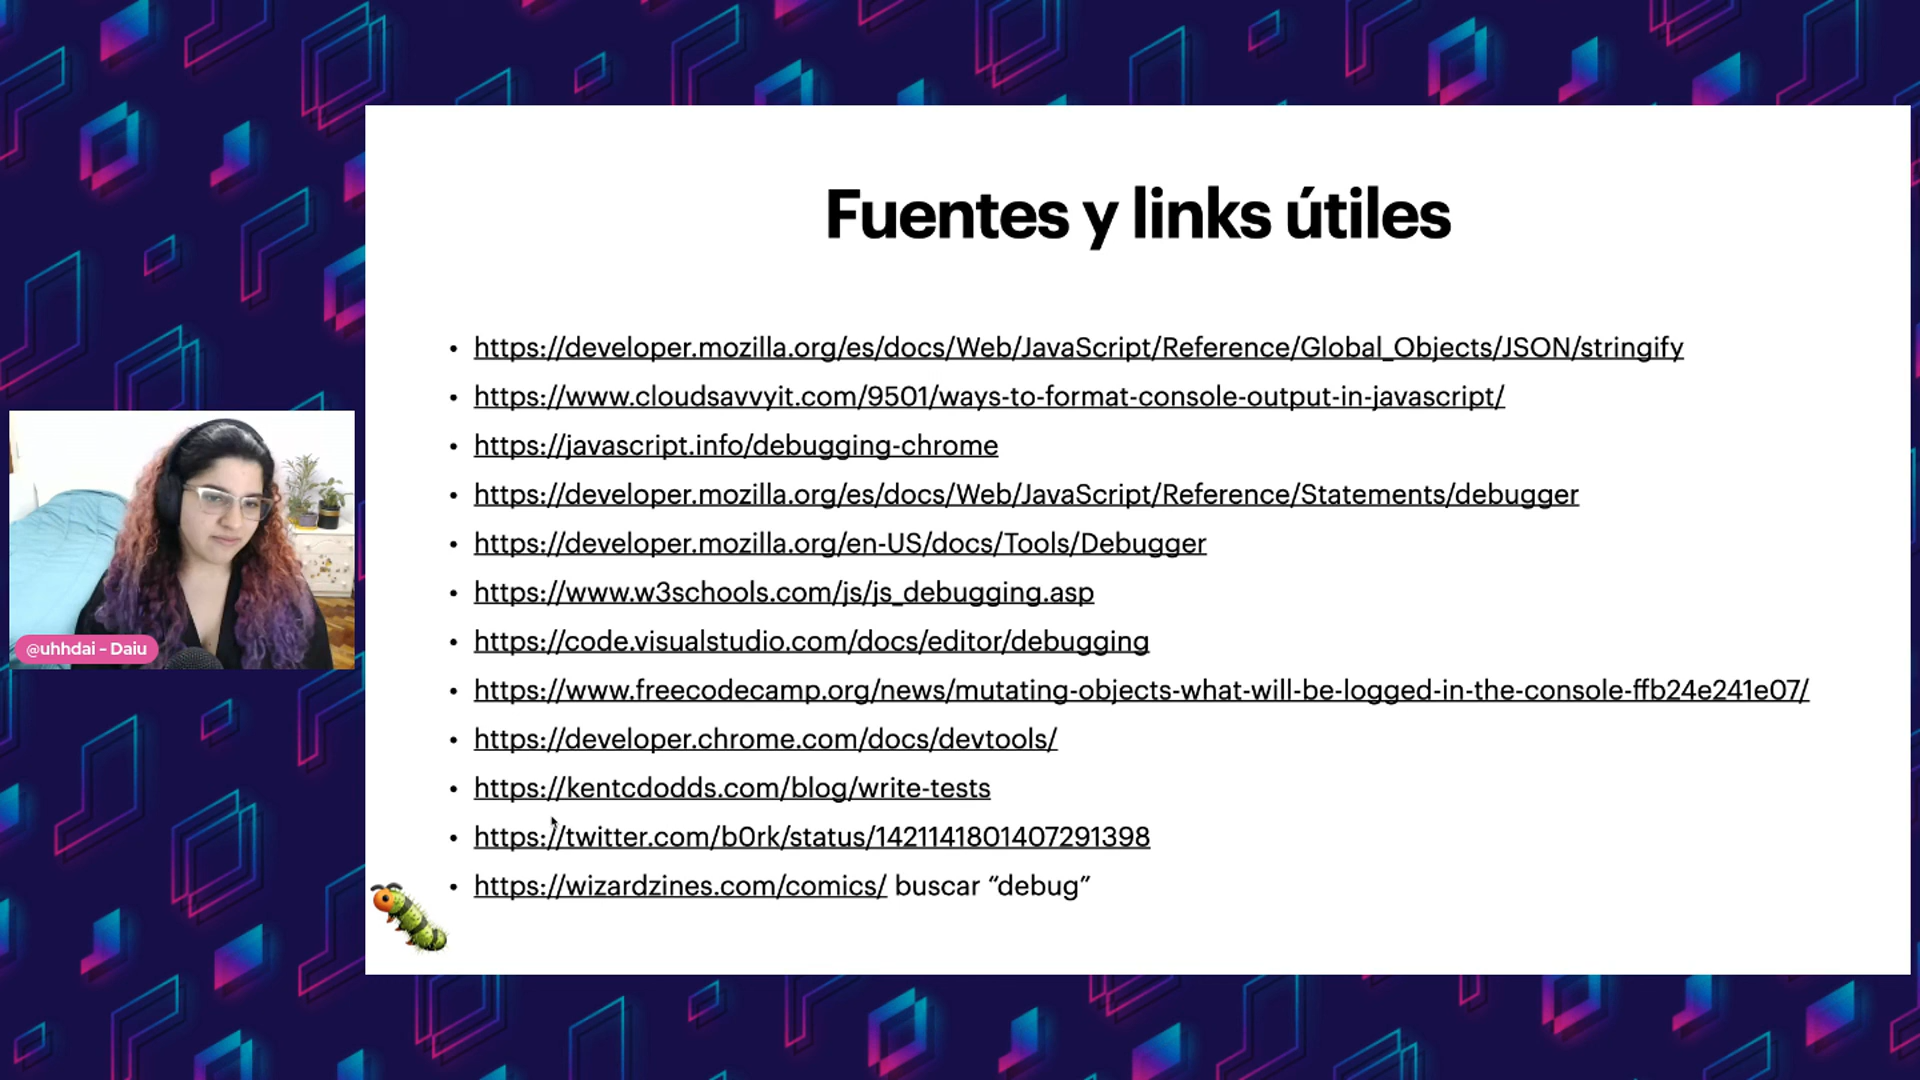 Fuentes y links útiles
• https://developer.mozilla.org/es/docs/Web/JavaScript/Reference/Global_Objects/JSON/stringify
• https://www.cloudsavvyit.com/9501/ways-to-format-console-output-in-javascript/
• https://javascript.info/debugging-chrome
• https://developer.mozilla.org/es/docs/Web/JavaScript/Reference/Statements/debugger
• https://developer.mozilla.org/en-US/docs/Tools/Debugger
• https://www.w3schools.com/js/js_debugging.asp
• https://code.visualstudio.com/docs/editor/debugging
• https://www.freecodecamp.org/news/mutating-objects-what-will-be-logged-in-the-console-ffb24e241e07/
• https://developer.chrome.com/docs/devtools/
• https://kentcdodds.com/blog/write-tests
• https://twitter.com/b0rk/status/1421141801407291398
• https://wizardzines.com/comics/ buscar “debug”
@uhhdai - Daiu